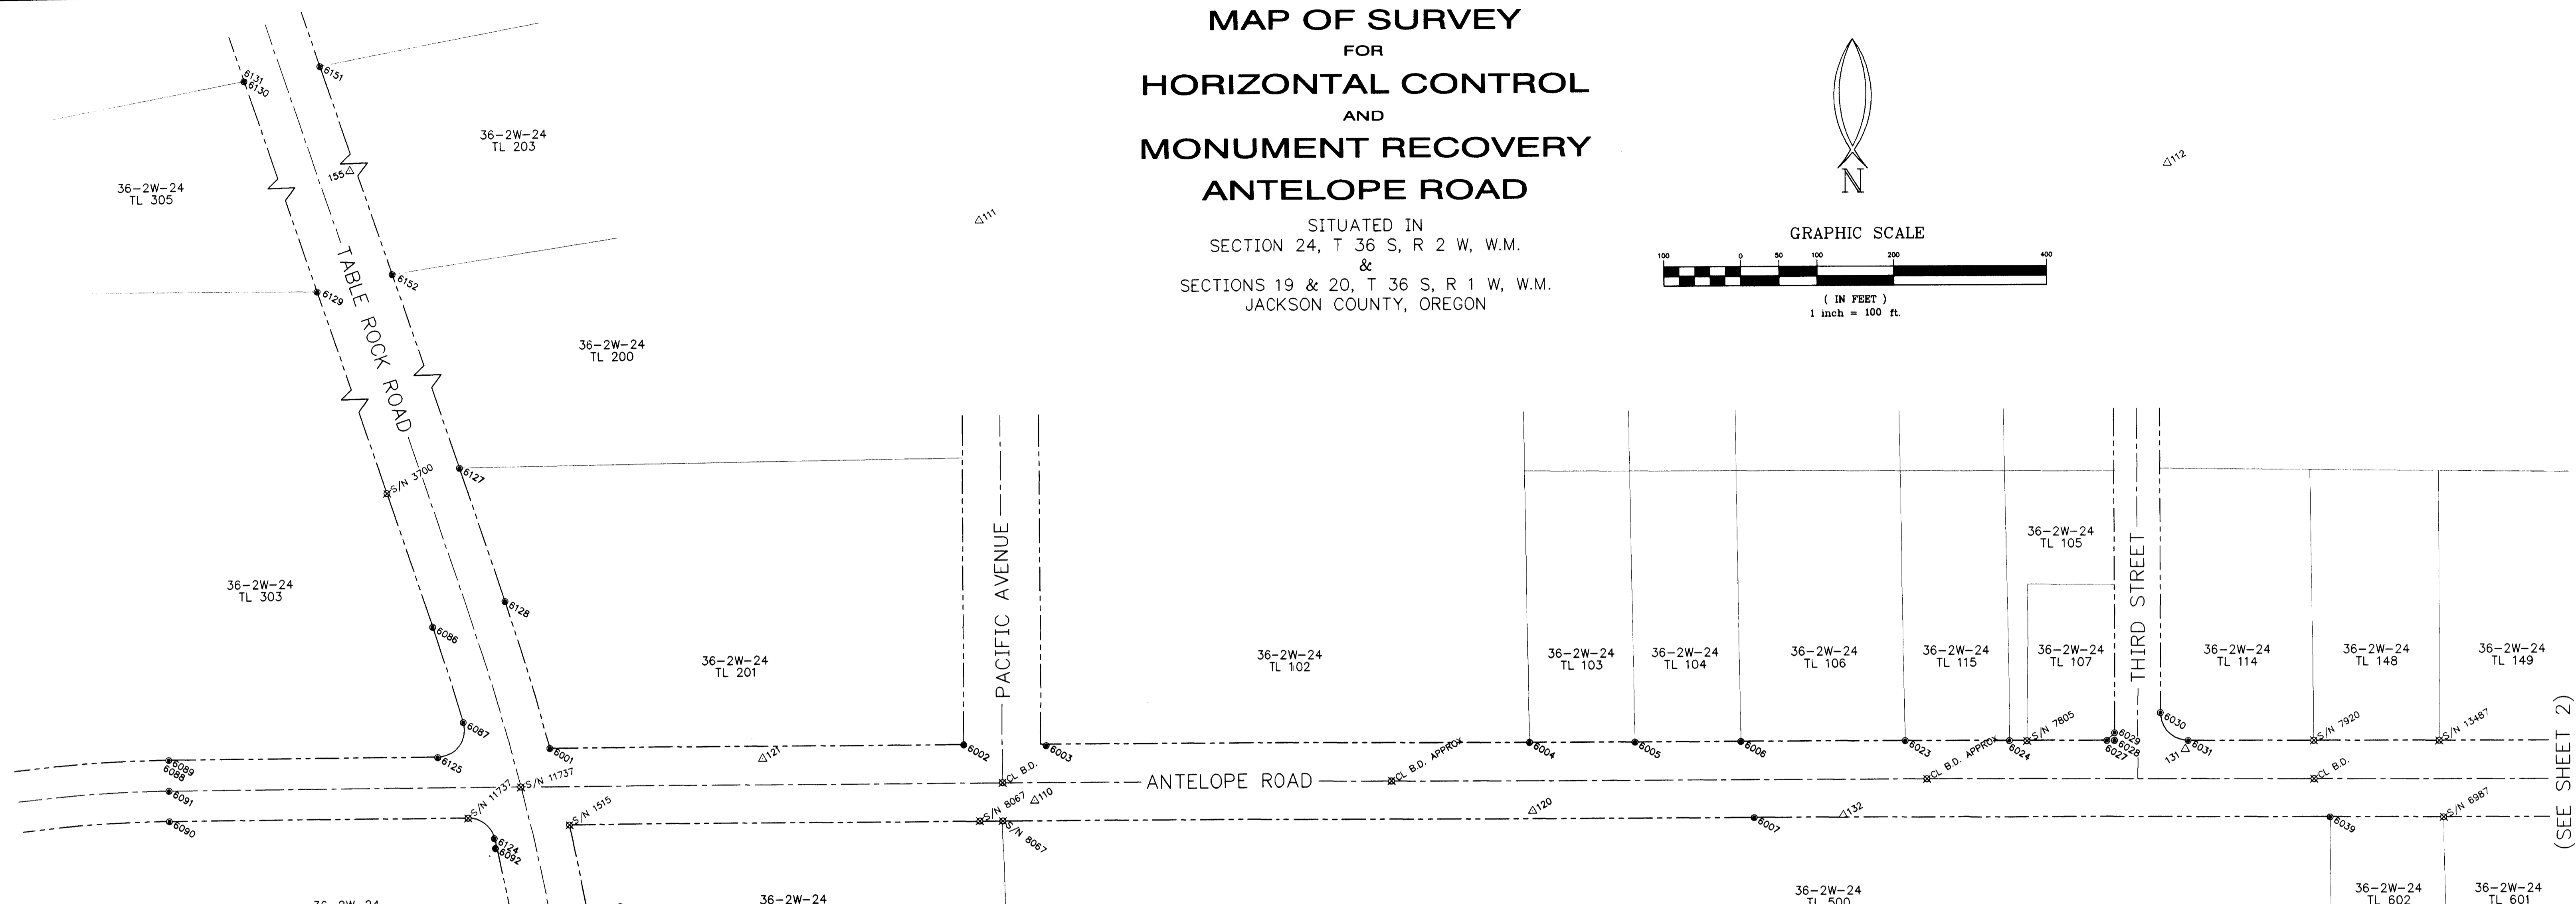 MAP OF SURVEY
FOR
HORIZONTAL CONTROL
AND
MONUMENT RECOVERY
ANTELOPE ROAD
SITUATED IN
SECTION 24, T 36 S, R 2 W, W.M.
&
SECTIONS 19 & 20, T 36 S, R 1 W, W.M.
JACKSON COUNTY, OREGON
N
GRAPHIC SCALE
100 0 50 100 200 400
( IN FEET )
1 inch = 100 ft.
6131
6130
6151
36-2W-24
TL 203
155
36-2W-24
TL 305
111
112
6152
6129
TABLE ROCK ROAD
36-2W-24
TL 200
S/N 3700
6127
36-2W-24
TL 303
6128
6086
36-2W-24
TL 201
PACIFIC AVENUE
36-2W-24
TL 102
36-2W-24
TL 103
36-2W-24
TL 104
36-2W-24
TL 106
36-2W-24
TL 115
36-2W-24
TL 105
36-2W-24
TL 107
THIRD STREET
36-2W-24
TL 114
36-2W-24
TL 148
36-2W-24
TL 149
(SEE SHEET 2)
6087
6125
6089
6088
6091
6090
6001
121
6002
6003
6004
6005
6006
6023
6024
S/N 7805
6029
6028
6027
6030
6031
131
S/N 7920
S/N 13487
S/N 11737
S/N 11737
S/N 1515
CL B.D.
ANTELOPE ROAD
CL B.D. APPROX
CL B.D. APPROX
CL B.D.
S/N 8067
110
S/N 8067
120
6007
132
6039
S/N 6987
6124
6092
36-2W-24
36-2W-24
36-2W-24
TL 500
36-2W-24
TL 602
36-2W-24
TL 601